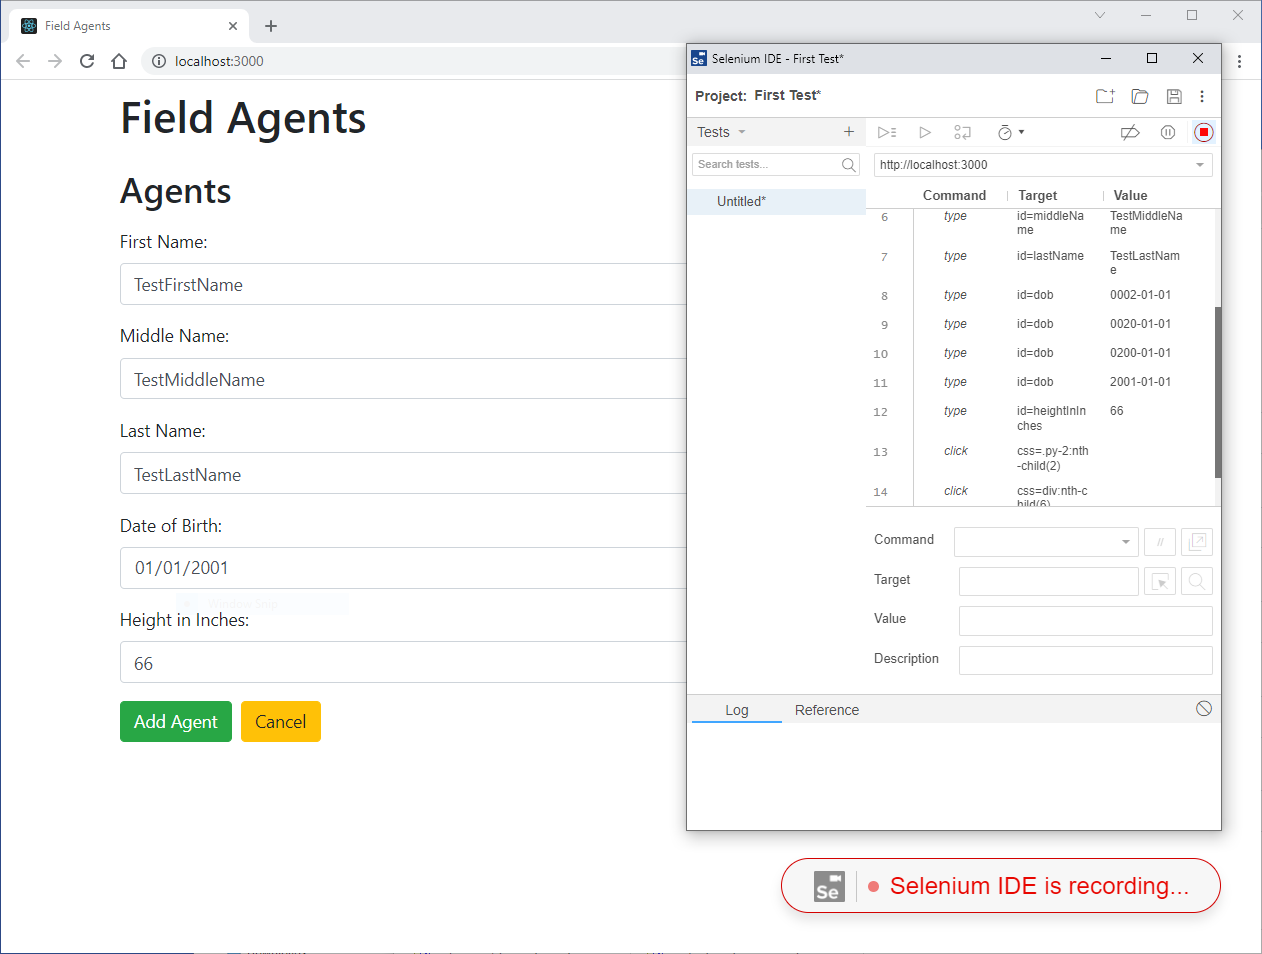 Field Agents
localhost:3000
Field Agents
Agents
First Name:
TestFirstName
Middle Name:
TestMiddleName
Last Name:
TestLastName
Date of Birth:
01/01/2001
Window Snip
Height in Inches:
66
Add Agent Cancel
Se Selenium IDE - First Test*
Project: First Test*
Tests
Search tests...
Untitled*
http://localhost:3000
Command Target Value
6 type id=middleName TestMiddleName
7 type id=lastName TestLastName
8 type id=dob 0002-01-01
9 type id=dob 0020-01-01
10 type id=dob 0200-01-01
11 type id=dob 2001-01-01
12 type id=heightInInches 66
13 click css=.py-2:nth-child(2)
14 click css=div:nth-child(6)
Command //
Target
Value
Description
Log Reference
Se Selenium IDE is recording...